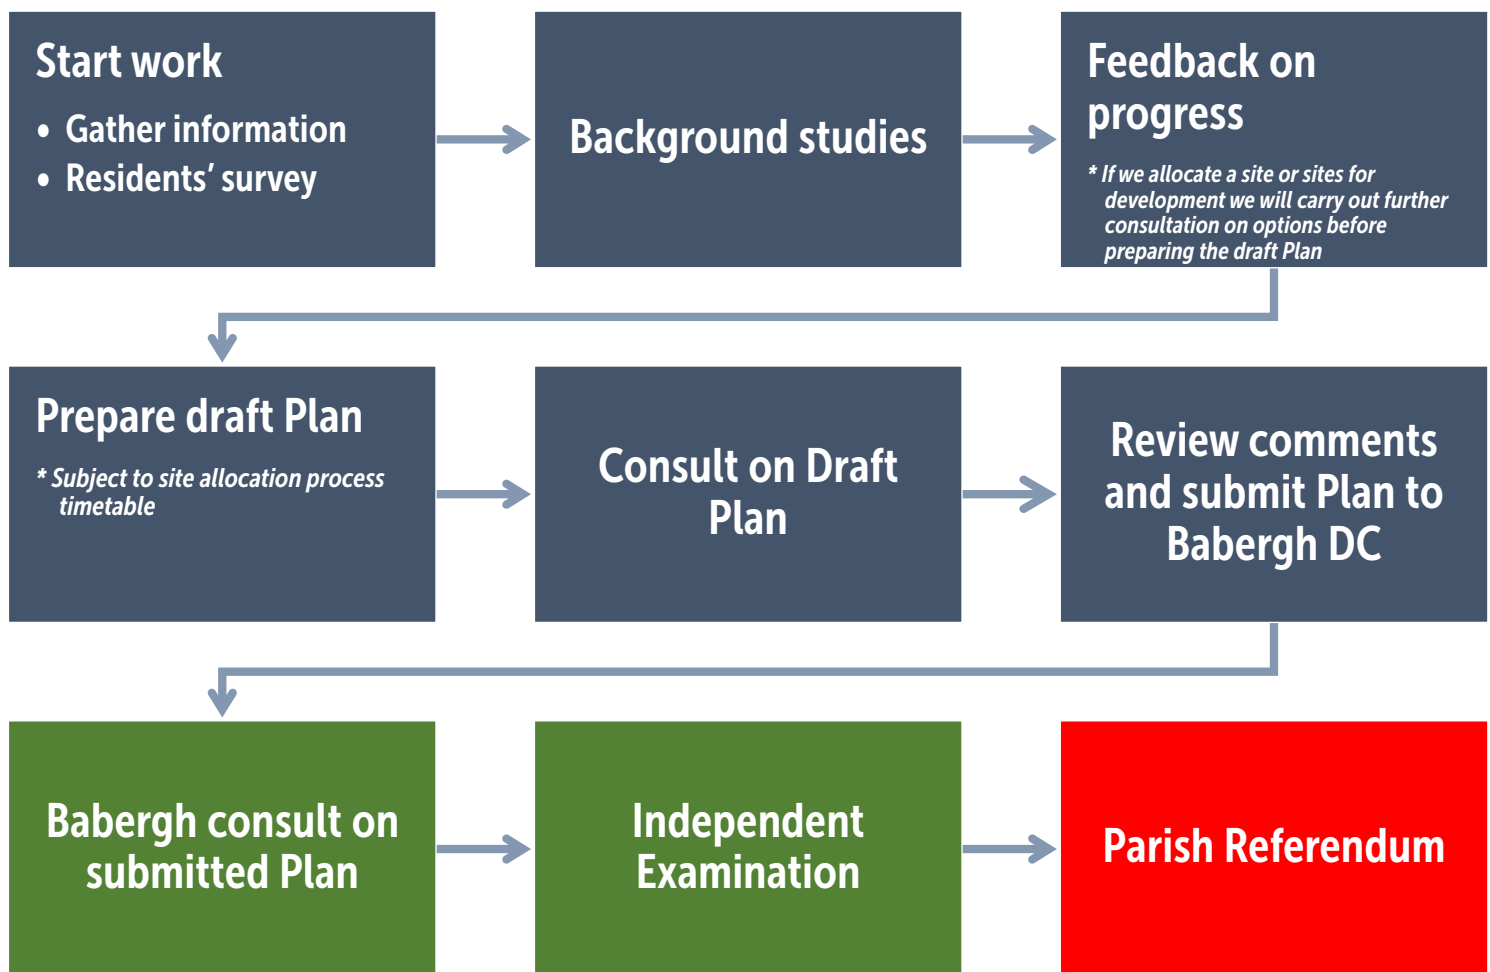 Start work
• Gather information
• Residents’ survey
Background studies
Feedback on
progress
* If we allocate a site or sites for
development we will carry out further
consultation on options before
preparing the draft Plan
Prepare draft Plan
* Subject to site allocation process
timetable
Consult on Draft
Plan
Review comments
and submit Plan to
Babergh DC
Babergh consult on
submitted Plan
Independent
Examination
Parish Referendum